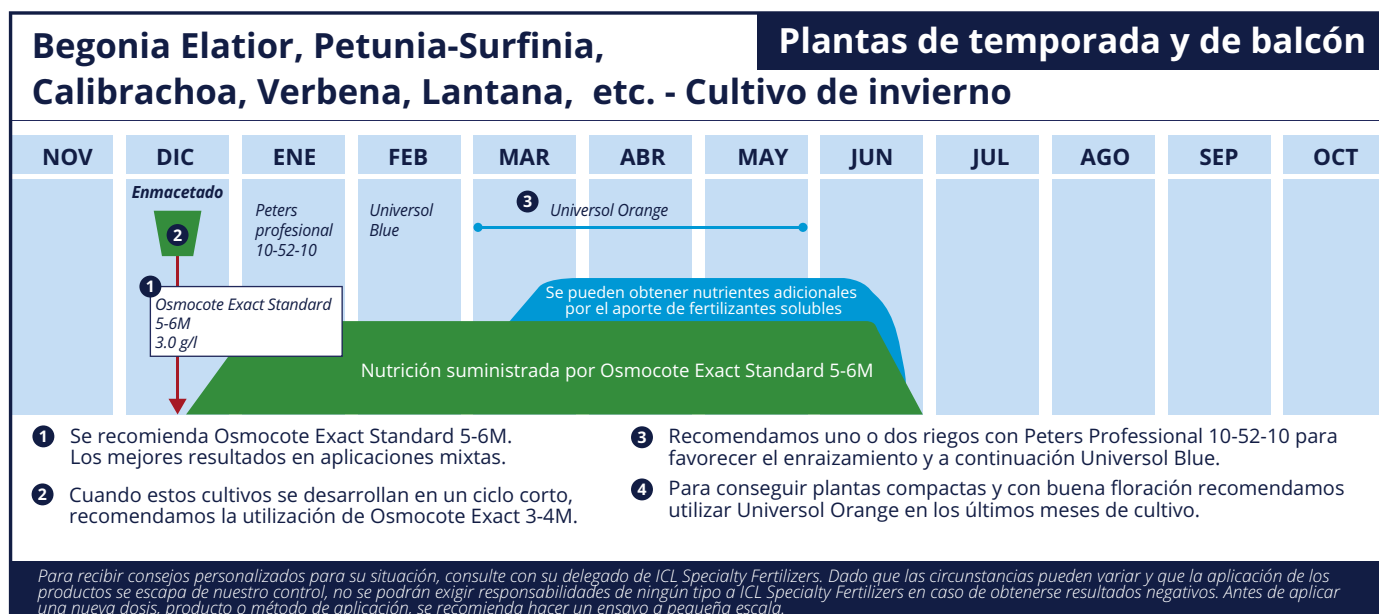 Begonia Elatior, Petunia-Surfinia,
Calibrachoa, Verbena, Lantana, etc. - Cultivo de invierno
Plantas de temporada y de balcón
NOV DIC ENE FEB MAR ABR MAY JUN JUL AGO SEP OCT
Enmacetado
2
Peters
profesional
10-52-10
Universol
Blue
3 Universol Orange
1
Osmocote Exact Standard
5-6M
3.0 g/l
Se pueden obtener nutrientes adicionales
por el aporte de fertilizantes solubles
Nutrición suministrada por Osmocote Exact Standard 5-6M
1 Se recomienda Osmocote Exact Standard 5-6M.
Los mejores resultados en aplicaciones mixtas.
2 Cuando estos cultivos se desarrollan en un ciclo corto,
recomendamos la utilización de Osmocote Exact 3-4M.
3 Recomendamos uno o dos riegos con Peters Professional 10-52-10 para
favorecer el enraizamiento y a continuación Universol Blue.
4 Para conseguir plantas compactas y con buena floración recomendamos
utilizar Universol Orange en los últimos meses de cultivo.
Para recibir consejos personalizados para su situación, consulte con su delegado de ICL Specialty Fertilizers. Dado que las circunstancias pueden variar y que la aplicación de los
productos se escapa de nuestro control, no se podrán exigir responsabilidades de ningún tipo a ICL Specialty Fertilizers en caso de obtenerse resultados negativos. Antes de aplicar
una nueva dosis, producto o método de aplicación, se recomienda hacer un ensayo a pequeña escala.